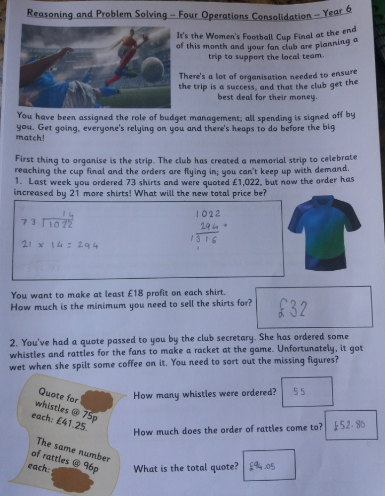 Reasoning and Problem Solving – Four Operations Consolidation – Year 6
It's the Women's Football Cup Final at the end
of this month and your fan club are planning a
trip to support the local team.
There's a lot of organisation needed to ensure
the trip is a success, and that the club get the
best deal for their money.
You have been assigned the role of budget management; all spending is signed off by
you. Get going, everyone's relying on you and there's heaps to do before the big
match!
First thing to organise is the strip. The club has created a memorial strip to celebrate
reaching the cup final and the orders are flying in; you can't keep up with demand.
1. Last week you ordered 73 shirts and were quoted £1,022, but now the order has
increased by 21 more shirts! What will the new total price be?
14
73 1022
21 x 14 = 294
1022
294 +
1316
1
You want to make at least £18 profit on each shirt.
How much is the minimum you need to sell the shirts for?
£32
2. You've had a quote passed to you by the club secretary. She has ordered some
whistles and rattles for the fans to make a racket at the game. Unfortunately, it got
wet when she spilt some coffee on it. You need to sort out the missing figures?
Quote for
whistles @ 75p
each: £41.25.
The same number
of rattles @ 96p
each:
How many whistles were ordered?
55
How much does the order of rattles come to?
£52.80
What is the total quote?
£94.05